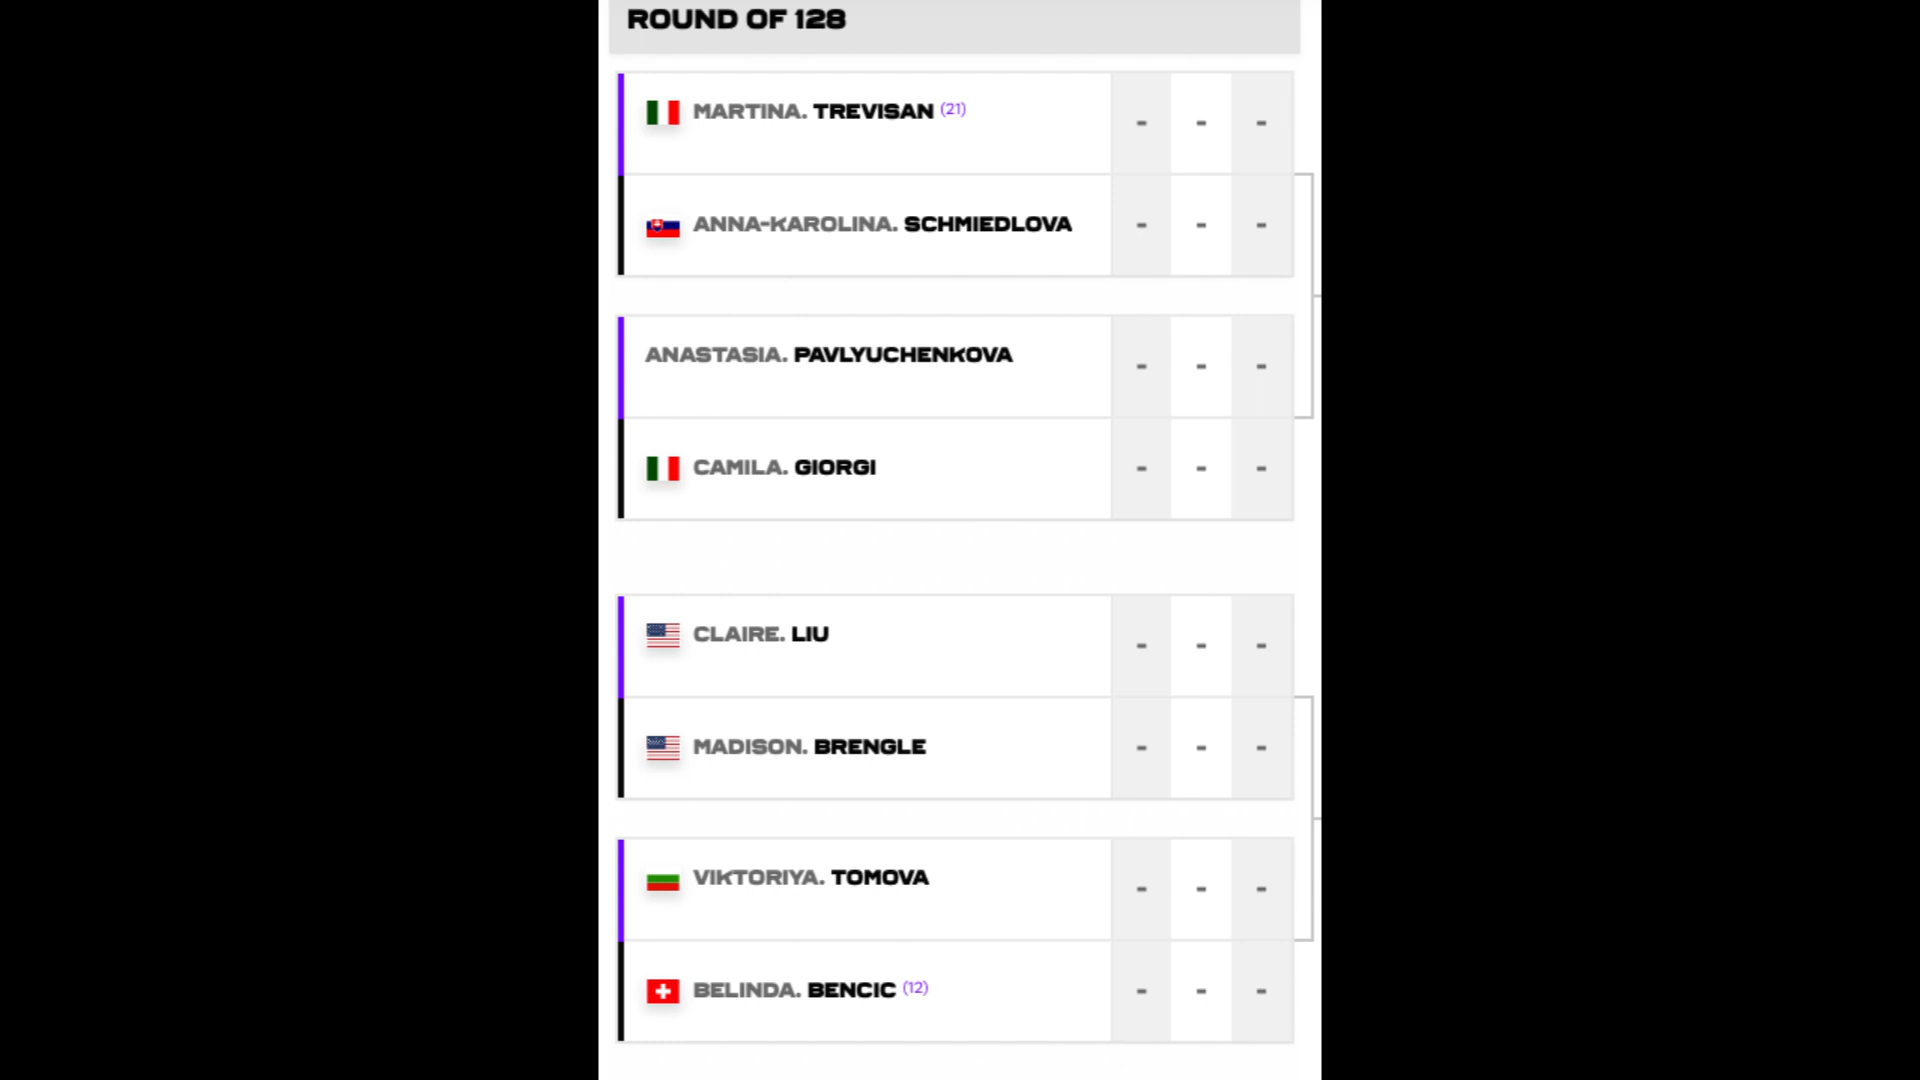 ROUND OF 128
MARTINA. TREVISAN (21) - - -
ANNA-KAROLINA. SCHMIEDLOVA - - -
ANASTASIA. PAVLYUCHENKOVA - - -
CAMILA. GIORGI - - -
CLAIRE. LIU - - -
MADISON. BRENGLE - - -
VIKTORIYA. TOMOVA - - -
BELINDA. BENCIC (12) - - -